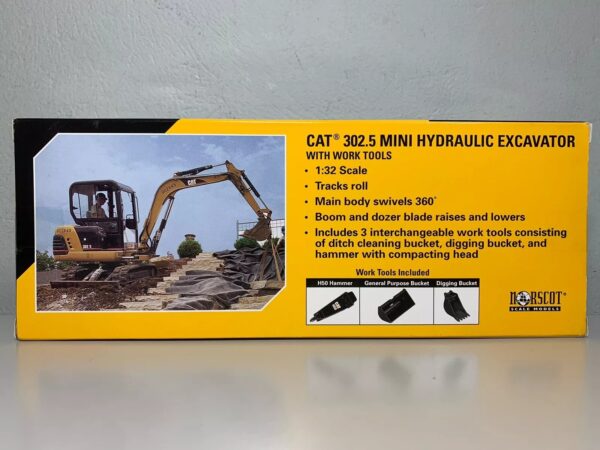 CAT® 302.5 MINI HYDRAULIC EXCAVATOR
WITH WORK TOOLS
• 1:32 Scale
• Tracks roll
• Main body swivels 360°
• Boom and dozer blade raises and lowers
• Includes 3 interchangeable work tools consisting
of ditch cleaning bucket, digging bucket, and
hammer with compacting head
Work Tools Included
H50 Hammer
General Purpose Bucket
Digging Bucket
NORSCOT®
SCALE MODELS
CAT